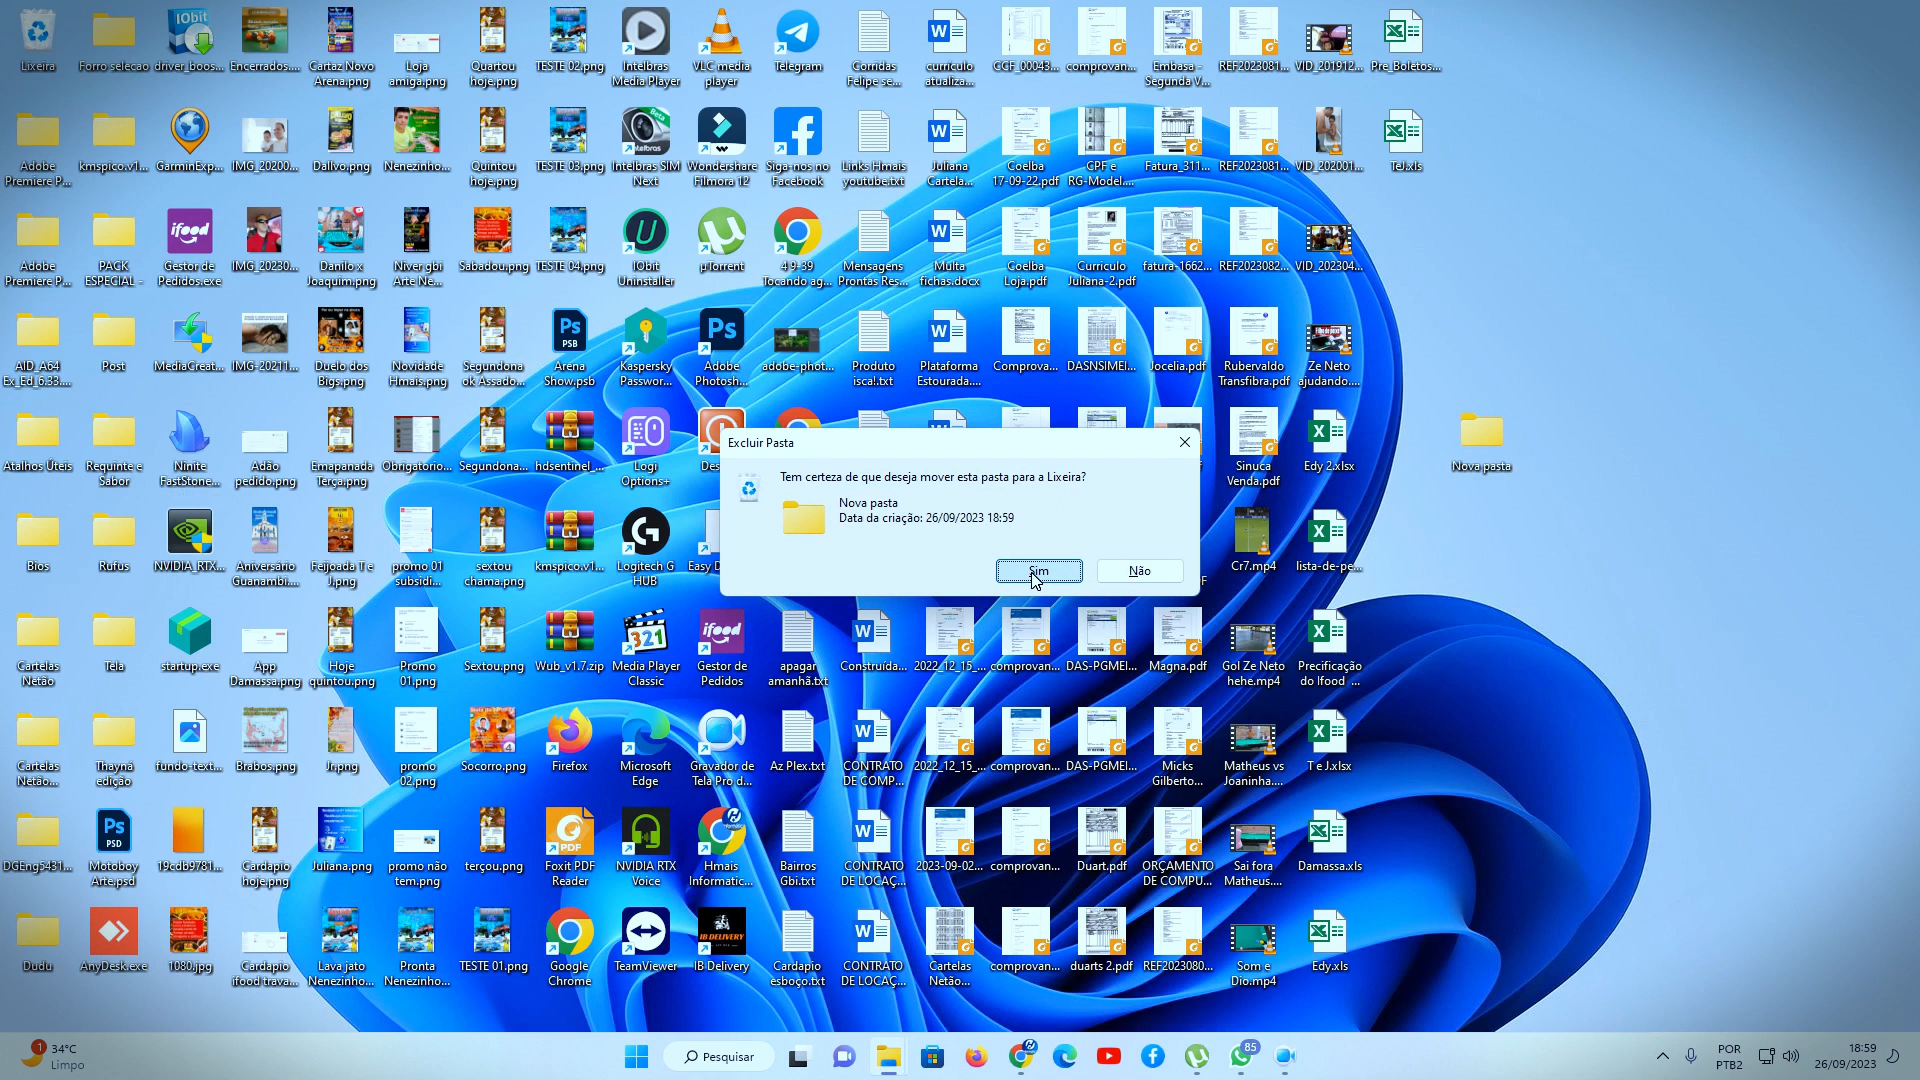 Lixeira
Forro selecao
driver_boos...
Encerrados....
Cartaz Novo
Arena.png
Loja
amiga.png
Quartou
hoje.png
TESTE 02.png
Intelbras
Media Player
VLC media
player
Telegram
Corridas
Felipe se...
curriculo
atualiza...
CCF_00043...
comprovan...
Embasa -
Segunda V...
REF2023081...
VID_201912...
Pre_Boletos...
Adobe
Premiere P...
kmspico.v1...
GarminExp...
IMG_20200...
Dalivo.png
Nenezinho...
Quintou
hoje.png
TESTE 03.png
Intelbras SIM
Next
Wondershare
Filmora 12
Siga-nos no
Facebook
Links Hmais
youtube.txt
Juliana
Cartela...
Coelba
17-09-22.pdf
CPF e
RG-Model....
Fatura_311...
REF2023081...
VID_202001...
TeJ.xls
Adobe
Premiere P...
PACK
ESPECIAL -
Gestor de
Pedidos.exe
IMG_20230...
Danilo x
Joaquim.png
Niver gbi
Arte Ne...
Sabadou.png
TESTE 04.png
IObit
Uninstaller
µTorrent
4-9-39
Tocando ag...
Mensagens
Prontas Res...
Multa
fichas.docx
Coelba
Loja.pdf
Curriculo
Juliana-2.pdf
fatura-1662...
REF2023082...
VID_202304...
AID_A64
Ex_Ed_6.33....
Post
MediaCreat...
IMG-20211...
Duelo dos
Bigs.png
Novidade
Hmais.png
Segundona
ok Assado...
Arena
Show.psb
Kaspersky
Passwor...
Adobe
Photosh...
adobe-phot...
Produto
isca!.txt
Plataforma
Estourada....
Comprova...
DASNSIMEI...
Jocelia.pdf
Rubervaldo
Transfibra.pdf
Ze Neto
ajudando....
Atalhos Úteis
Requinte e
Sabor
Ninite
FastStone...
Adão
pedido.png
Emapanada
Terça.png
Obrigatorio...
Segundona...
hdsentinel_...
Logi
Options+
Des
Sinuca
Venda.pdf
Edy 2.xlsx
Nova pasta
Excluir Pasta
Tem certeza de que deseja mover esta pasta para a Lixeira?
Nova pasta
Data da criação: 26/09/2023 18:59
Sim
Não
Bios
Rufus
NVIDIA_RTX...
Aniversário
Guanambi....
Feijoada T e
J.png
promo 01
subsidi...
sextou
chama.png
kmspico.v1...
Logitech G
HUB
Easy D
Cr7.mp4
lista-de-pe...
Cartelas
Netão
Tela
startup.exe
App
Damassa.png
Hoje
quintou.png
Promo
01.png
Sextou.png
Wub_v1.7.zip
Media Player
Classic
Gestor de
Pedidos
apagar
amanhã.txt
Construída...
2022_12_15_...
comprovan...
DAS-PGMEI...
Magna.pdf
Gol Ze Neto
hehe.mp4
Precificação
do Ifood ...
Cartelas
Netão...
Thayná
edição
fundo-text...
Brabos.png
Jr.png
promo
02.png
Socorro.png
Firefox
Microsoft
Edge
Gravador de
Tela Pro d...
Az Plex.txt
CONTRATO
DE COMP...
2022_12_15_...
comprovan...
DAS-PGMEI...
Micks
Gilberto...
Matheus vs
Joaninha....
T e J.xlsx
DGEng5431...
Motoboy
Arte.psd
19cdb9781...
Cardapio
hoje.png
Juliana.png
promo não
tem.png
terçou.png
Foxit PDF
Reader
NVIDIA RTX
Voice
Hmais
Informatic...
Bairros
Gbi.txt
CONTRATO
DE LOCAÇ...
2023-09-02...
comprovan...
Duart.pdf
ORÇAMENTO
DE COMPU...
Sai fora
Matheus....
Damassa.xls
Dudu
AnyDesk.exe
1080.jpg
Cardapio
ifood trava...
Lava jato
Nenezinho...
Pronta
Nenezinho...
TESTE 01.png
Google
Chrome
TeamViewer
IB Delivery
Cardapio
esboço.txt
CONTRATO
DE LOCAÇ...
Cartelas
Netão...
comprovan...
duarts 2.pdf
REF2023080...
Som e
Dio.mp4
Edy.xls
1
34°C
Limpo
Pesquisar
85
POR
PTB2
18:59
26/09/2023